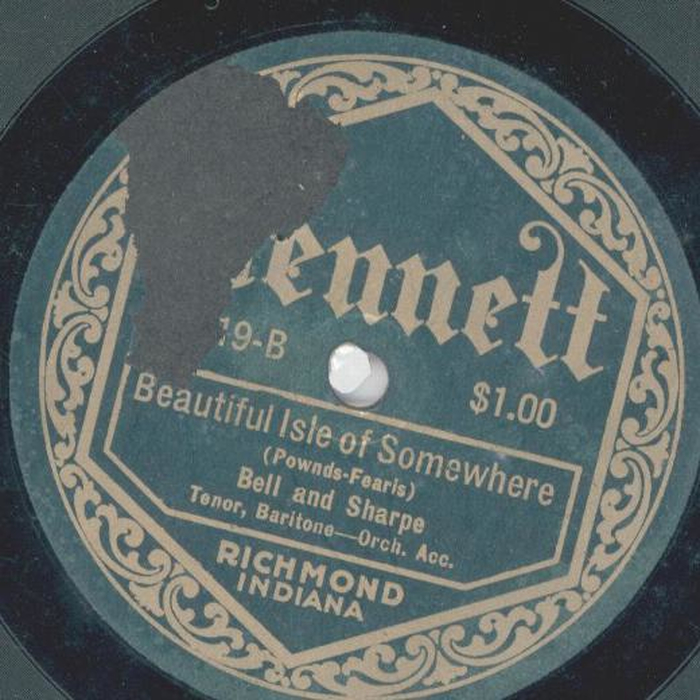 ennett
19-B
$1.00
Beautiful Isle of Somewhere
(Pownds-Fearis)
Bell and Sharpe
Tenor, Baritone—Orch. Acc.
RICHMOND
INDIANA